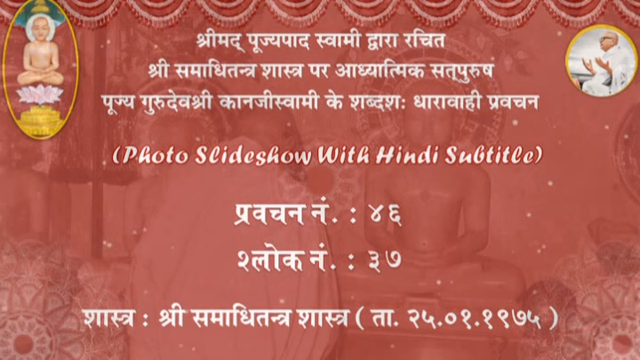 श्रीमद् पूज्यपाद स्वामी द्वारा रचित
श्री समाधितन्त्र शास्त्र पर आध्यात्मिक सत्पुरुष
पूज्य गुरुदेवश्री कानजीस्वामी के शब्दशः धारावाही प्रवचन
(Photo Slideshow With Hindi Subtitle)
प्रवचन नं. : ४६
श्लोक नं. : ३७
शास्त्र : श्री समाधितन्त्र शास्त्र ( ता. २५.०१.१९७५ )